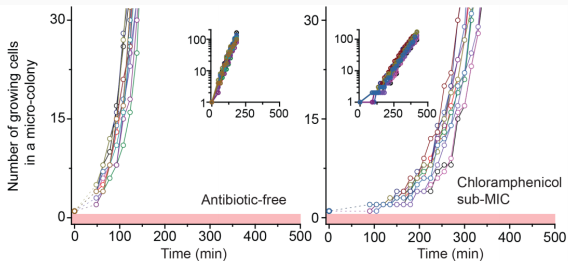 Number of growing cells
in a micro-colony
30
15
0
0 100 200 300 400 500
Time (min)
Antibiotic-free
100
10
1
0 250 500
30
15
0
0 100 200 300 400 500
Time (min)
Chloramphenicol
sub-MIC
100
10
1
0 250 500